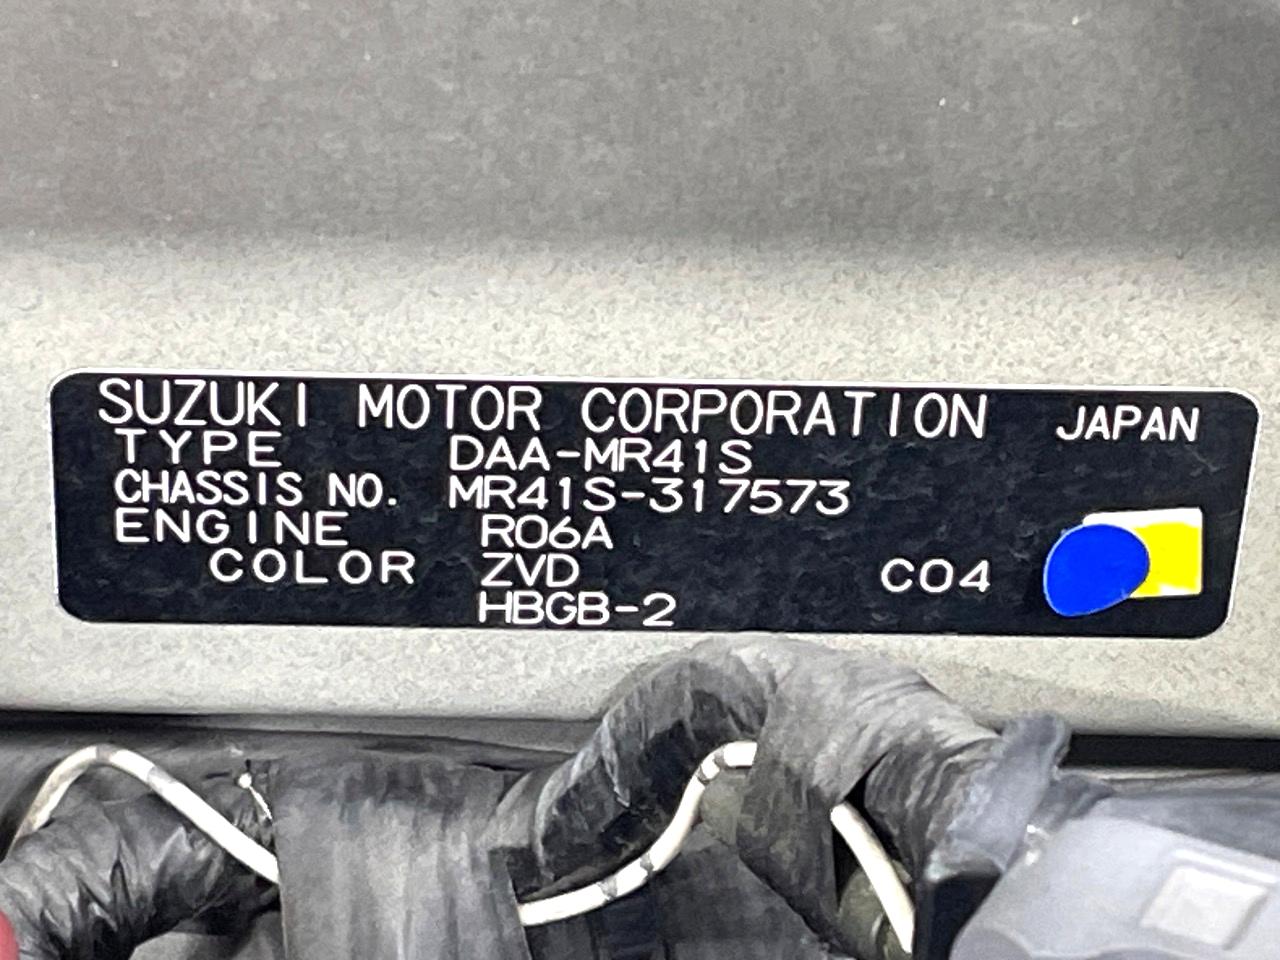 SUZUKI MOTOR CORPORATION JAPAN
TYPE DAA-MR41S
CHASSIS NO. MR41S-317573
ENGINE R06A
COLOR ZVD C04
HBGB-2